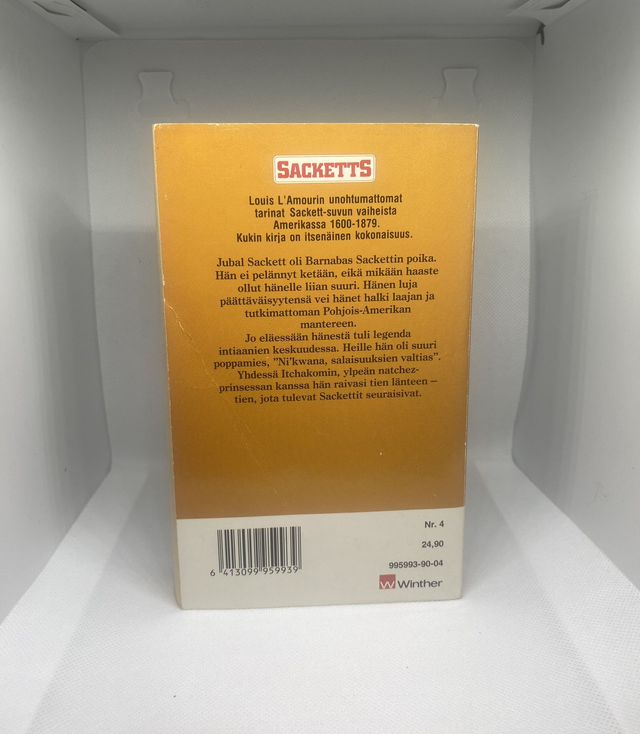 SACKETTS
Louis L'Amourin unohtumattomat
tarinat Sackett-suvun vaiheista
Amerikassa 1600-1879.
Kukin kirja on itsenäinen kokonaisuus.
Jubal Sackett oli Barnabas Sackettin poika.
Hän ei pelännyt ketään, eikä mikään haaste
ollut hänelle liian suuri. Hänen luja
päättäväisyytensä vei hänet halki laajan ja
tutkimattoman Pohjois-Amerikan
mantereen.
Jo eläessään hänestä tuli legenda
intiaanien keskuudessa. Heille hän oli suuri
poppamies, "Ni'kwana, salaisuuksien valtias".
Yhdessä Itchakomin, ylpeän natchez-
prinsessan kanssa hän raivasi tien länteen –
tien, jota tulevat Sackettit seuraisivat.
Nr. 4
24,90
995993-90-04
6 413099 959939
Winther